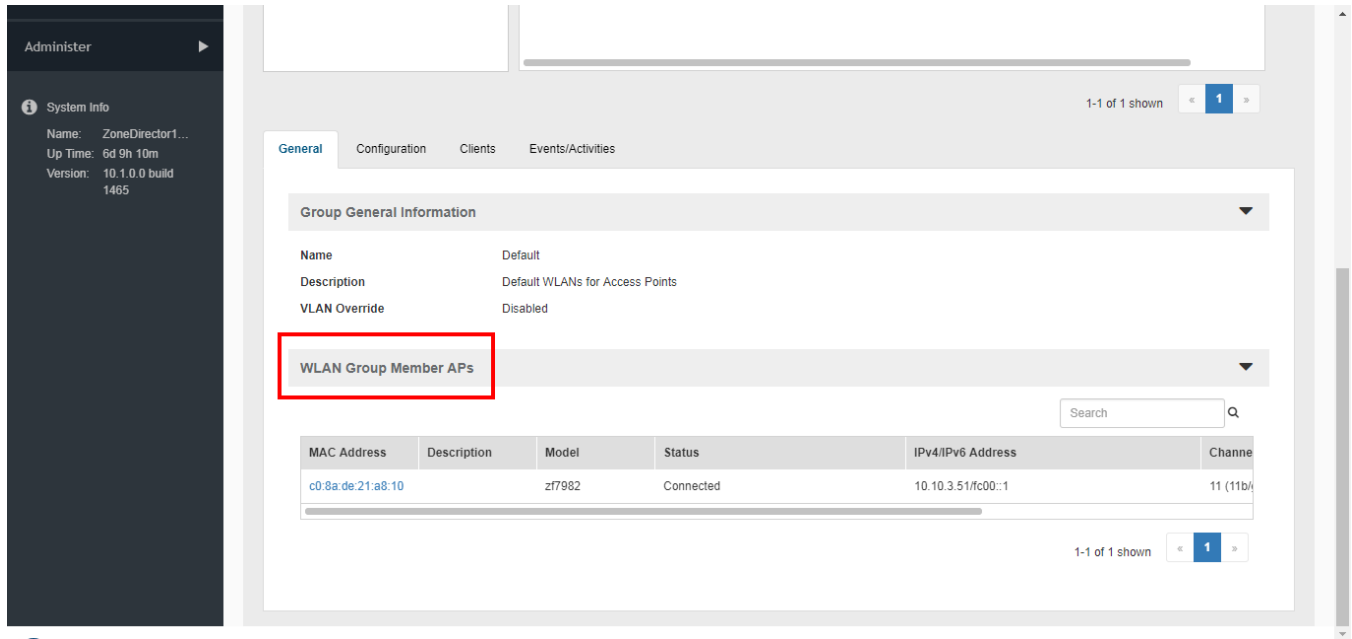 Administer
System Info
Name: ZoneDirector1...
Up Time: 6d 9h 10m
Version: 10.1.0.0 build
1465
1-1 of 1 shown « 1 »
General Configuration Clients Events/Activities
Group General Information
Name Default
Description Default WLANs for Access Points
VLAN Override Disabled
WLAN Group Member APs
Search
MAC Address Description Model Status IPv4/IPv6 Address Channe
c0:8a:de:21:a8:10 zf7982 Connected 10.10.3.51/fc00::1 11 (11b/
1-1 of 1 shown « 1 »